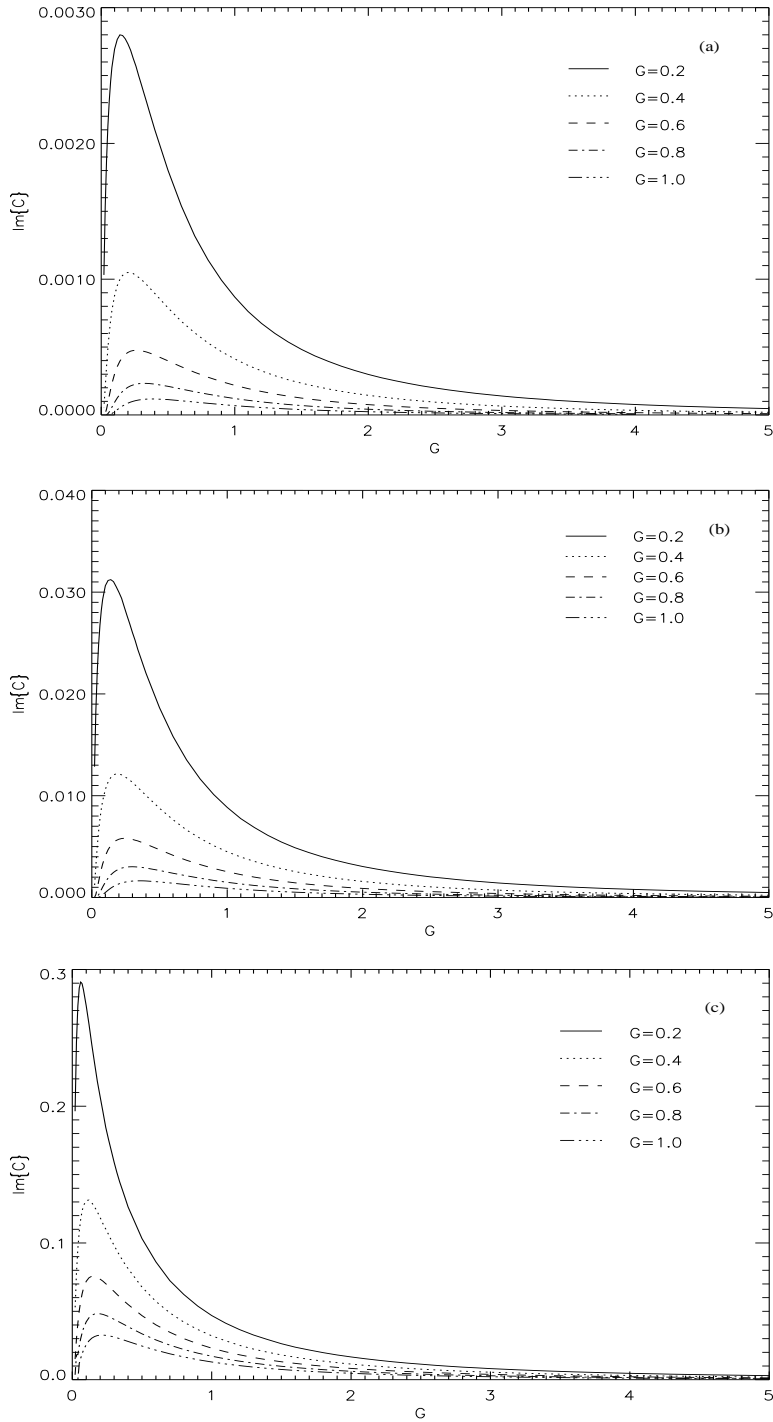 0.0030
(a)
G=0.2
G=0.4
0.0020
G=0.6
G=0.8
G=1.0
Im{C}
0.0010
0.0000
0 1 2 3 4 5
G
0.040
(b)
G=0.2
G=0.4
G=0.6
G=0.8
G=1.0
0.030
Im{C}
0.020
0.010
0.000
0 1 2 3 4 5
G
0.3
(c)
G=0.2
G=0.4
G=0.6
0.2
G=0.8
G=1.0
Im{C}
0.1
0.0
0 1 2 3 4 5
G